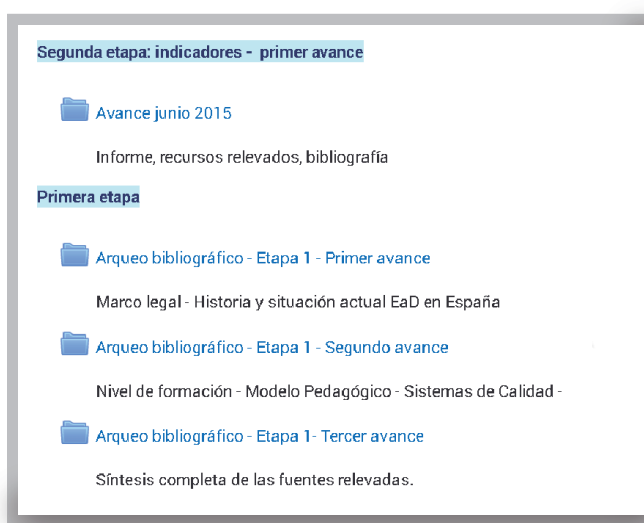 Segunda etapa: indicadores - primer avance
Avance junio 2015
Informe, recursos relevados, bibliografía
Primera etapa
Arqueo bibliográfico - Etapa 1 - Primer avance
Marco legal - Historia y situación actual EaD en España
Arqueo bibliográfico - Etapa 1 - Segundo avance
Nivel de formación - Modelo Pedagógico - Sistemas de Calidad -
Arqueo bibliográfico - Etapa 1- Tercer avance
Síntesis completa de las fuentes relevadas.